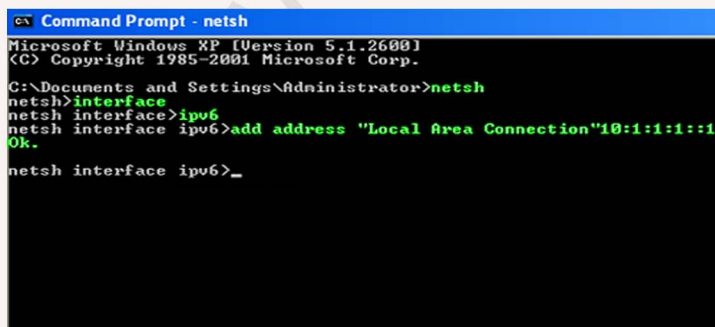 Command Prompt - netsh
Microsoft Windows XP [Version 5.1.2600]
(C) Copyright 1985-2001 Microsoft Corp.
C:\Documents and Settings\Administrator>netsh
netsh>interface
netsh interface>ipv6
netsh interface ipv6>add address "Local Area Connection"10:1:1:1::1
Ok.
netsh interface ipv6>_